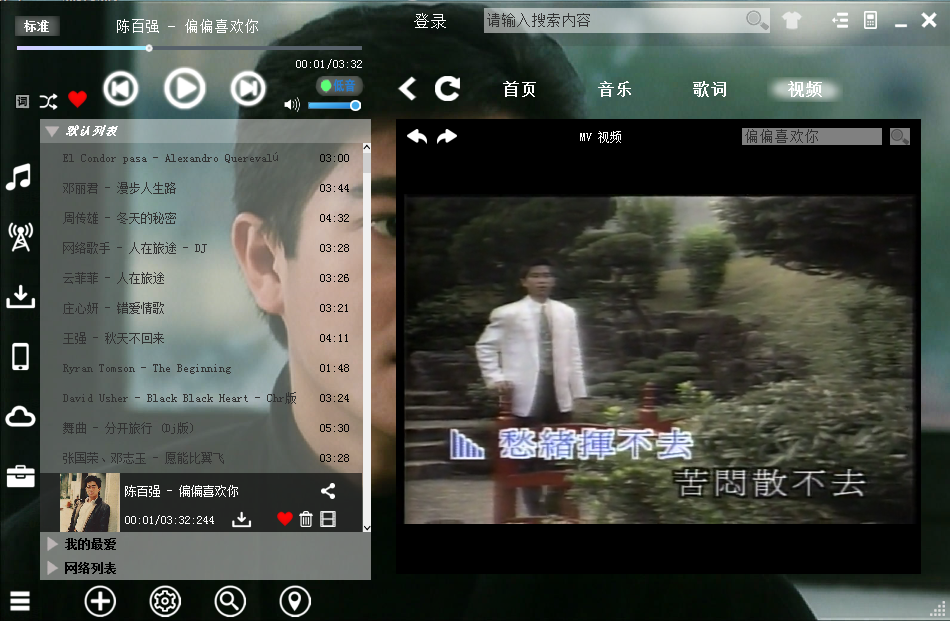 标准
陈百强 - 偏偏喜欢你
登录
请输入搜索内容
00:01/03:32
低音
词
首页
音乐
歌词
视频
默认列表
El Condor pasa - Alexandro Querevalú 03:00
邓丽君 - 漫步人生路 03:44
周传雄 - 冬天的秘密 04:32
网络歌手 - 人在旅途 - DJ 03:28
云菲菲 - 人在旅途 03:26
庄心妍 - 错爱情歌 03:21
王强 - 秋天不回来 04:11
Ryran Tomson - The Beginning 01:48
David Usher - Black Black Heart - Chr版 03:24
舞曲 - 分开旅行 (Dj版) 05:30
张国荣、邓志玉 - 愿能比翼飞 03:28
陈百强 - 偏偏喜欢你
00:01/03:32:244
我的最爱
网络列表
MV 视频
偏偏喜欢你
愁緒揮不去
苦悶散不去